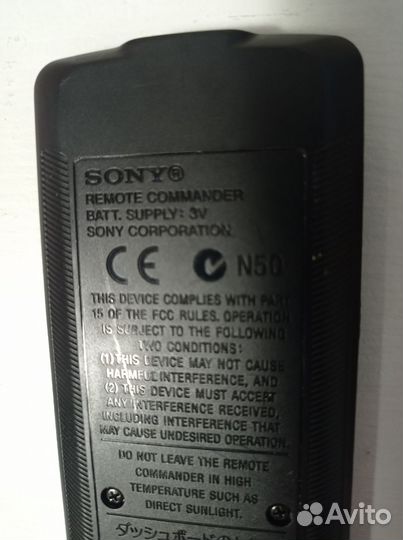 SONY®
REMOTE COMMANDER
BATT. SUPPLY: 3V
SONY CORPORATION
CE N50
THIS DEVICE COMPLIES WITH PART
15 OF THE FCC RULES. OPERATION
IS SUBJECT TO THE FOLLOWING
TWO CONDITIONS:
(1) THIS DEVICE MAY NOT CAUSE
HARMFUL INTERFERENCE, AND
(2) THIS DEVICE MUST ACCEPT
ANY INTERFERENCE RECEIVED,
INCLUDING INTERFERENCE THAT
MAY CAUSE UNDESIRED OPERATION.
DO NOT LEAVE THE REMOTE
COMMANDER IN HIGH
TEMPERATURE SUCH AS
DIRECT SUNLIGHT.
ダッシュボードの
Avito